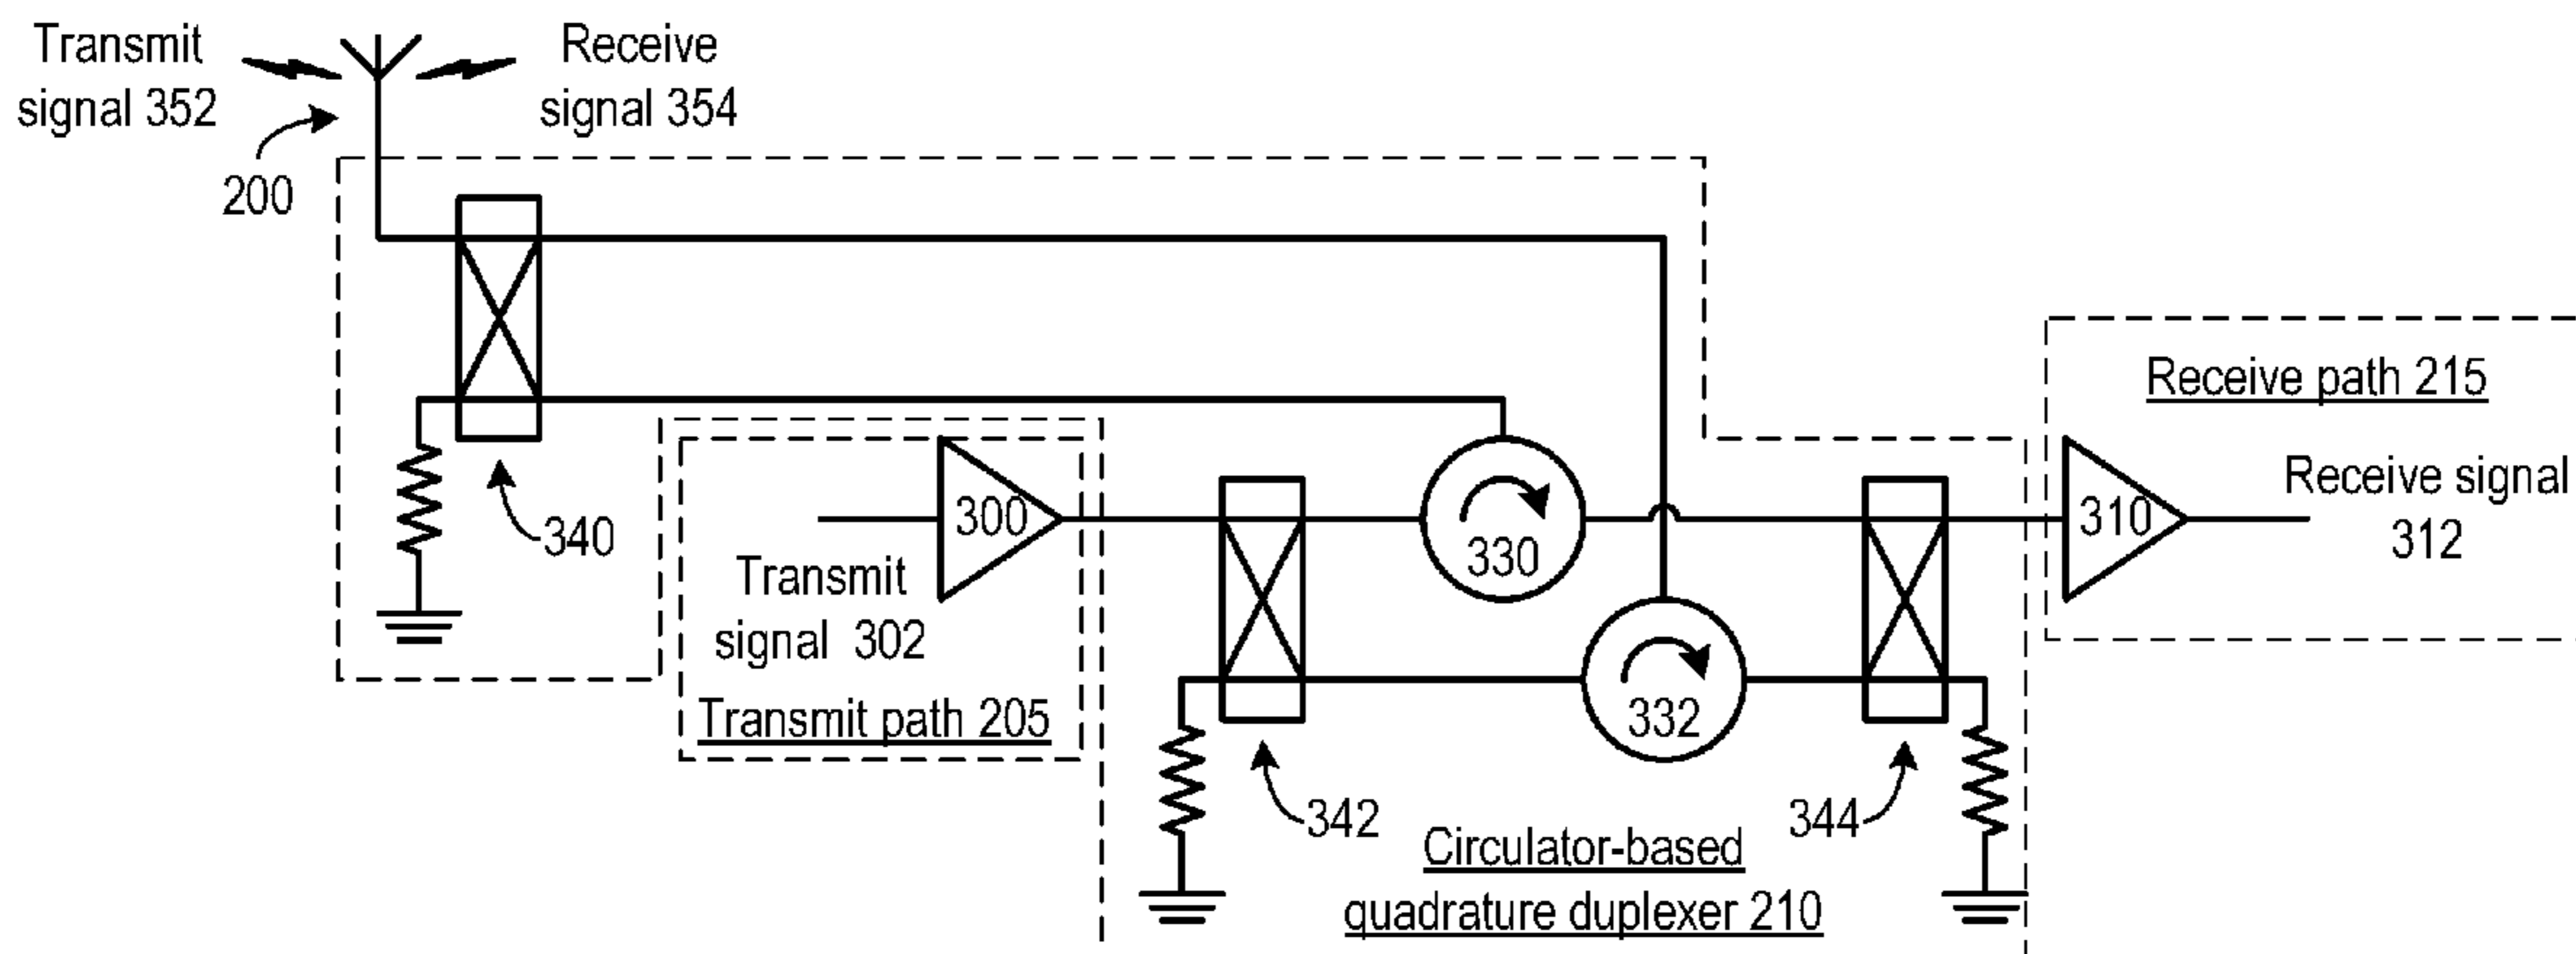 Transmit
signal 352
Receive
signal 354
200
340
Transmit
signal 302
300
Transmit path 205
330
332
342
344
Circulator-based
quadrature duplexer 210
Receive path 215
310
Receive signal
312